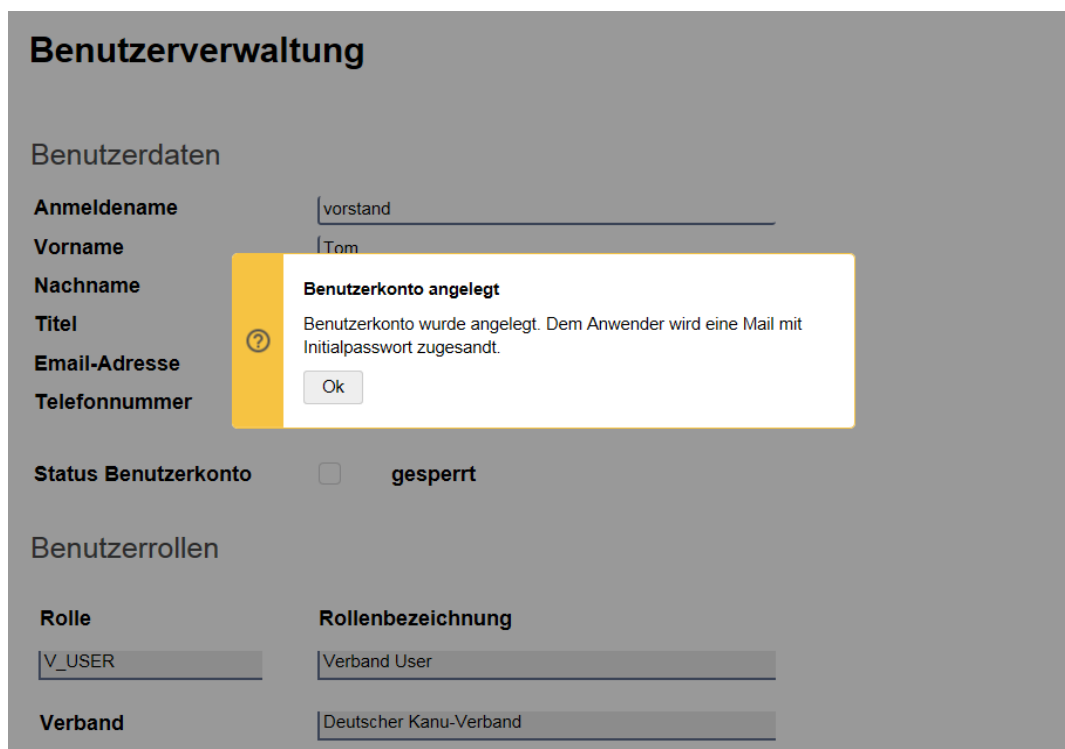 Benutzerverwaltung
Benutzerdaten
Anmeldename vorstand
Vorname Tom
Nachname
Titel
Email-Adresse
Telefonnummer
Benutzerkonto angelegt
Benutzerkonto wurde angelegt. Dem Anwender wird eine Mail mit
Initialpasswort zugesandt.
Ok
Status Benutzerkonto gesperrt
Benutzerrollen
Rolle Rollenbezeichnung
V_USER Verband User
Verband Deutscher Kanu-Verband